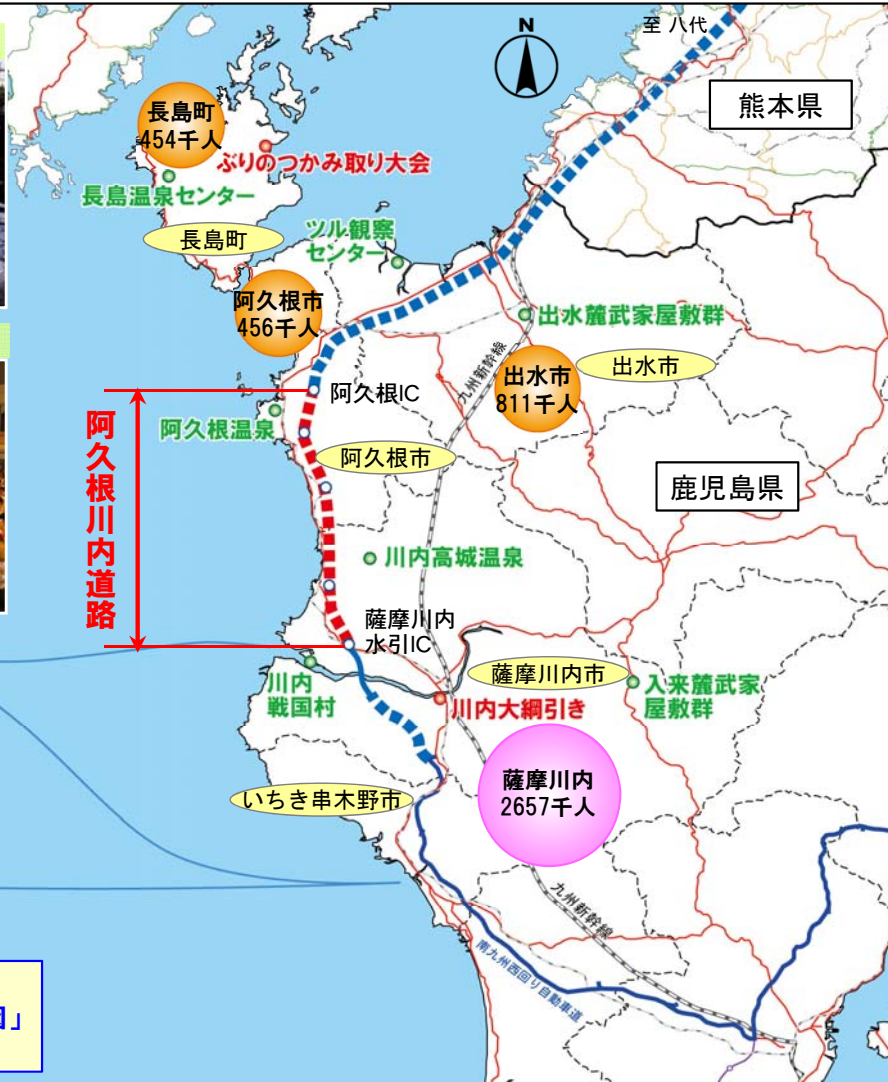 N
至 八代
熊本県
長島町
454千人
ぶりのつかみ取り大会
長島温泉センター
長島町
ツル観察
センター
阿久根市
456千人
出水麓武家屋敷群
九州新幹線
出水市
811千人
出水市
阿久根IC
阿久根温泉
阿久根市
阿久根川内道路
鹿児島県
川内高城温泉
薩摩川内
水引IC
薩摩川内市
川内
戦国村
川内大綱引き
入来麓武家
屋敷群
薩摩川内
2657千人
いちき串木野市
九州新幹線
南九州西回り自動車道
」